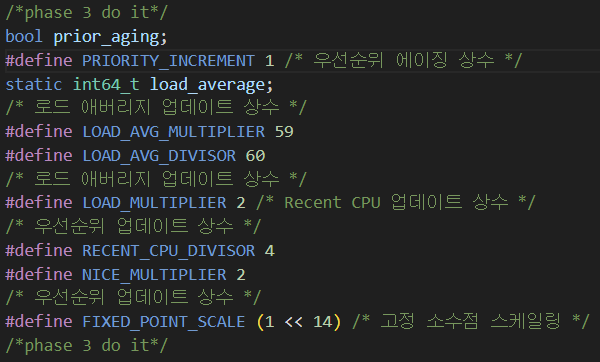 /*phase 3 do it*/
bool prior_aging;
#define PRIORITY_INCREMENT 1 /* 우선순위 에이징 상수 */
static int64_t load_average;
/* 로드 애버리지 업데이트 상수 */
#define LOAD_AVG_MULTIPLIER 59
#define LOAD_AVG_DIVISOR 60
/* 로드 애버리지 업데이트 상수 */
#define LOAD_MULTIPLIER 2 /* Recent CPU 업데이트 상수 */
/* 우선순위 업데이트 상수 */
#define RECENT_CPU_DIVISOR 4
#define NICE_MULTIPLIER 2
/* 우선순위 업데이트 상수 */
#define FIXED_POINT_SCALE (1 << 14) /* 고정 소수점 스케일링 */
/*phase 3 do it*/